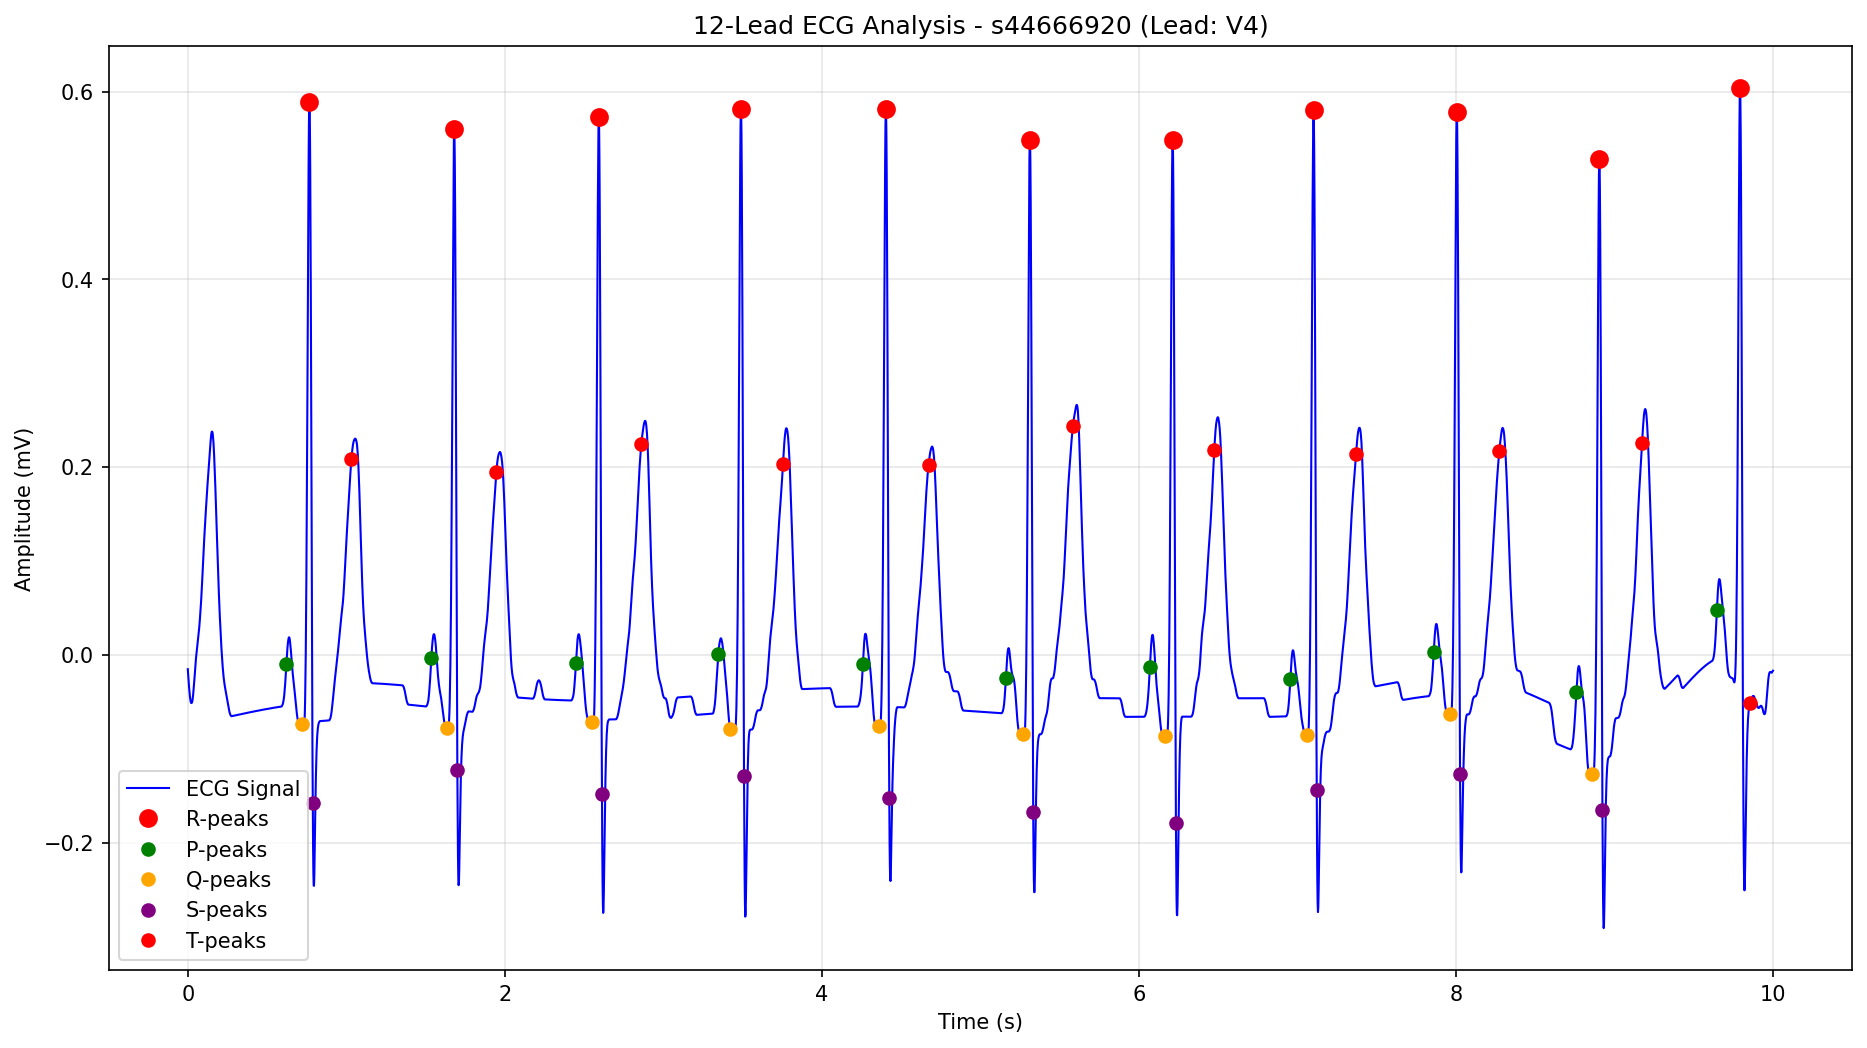 12-Lead ECG Analysis - s44666920 (Lead: V4)
Amplitude (mV)
0.6
0.4
0.2
0.0
−0.2
ECG Signal
R-peaks
P-peaks
Q-peaks
S-peaks
T-peaks
0 2 4 6 8 10
Time (s)